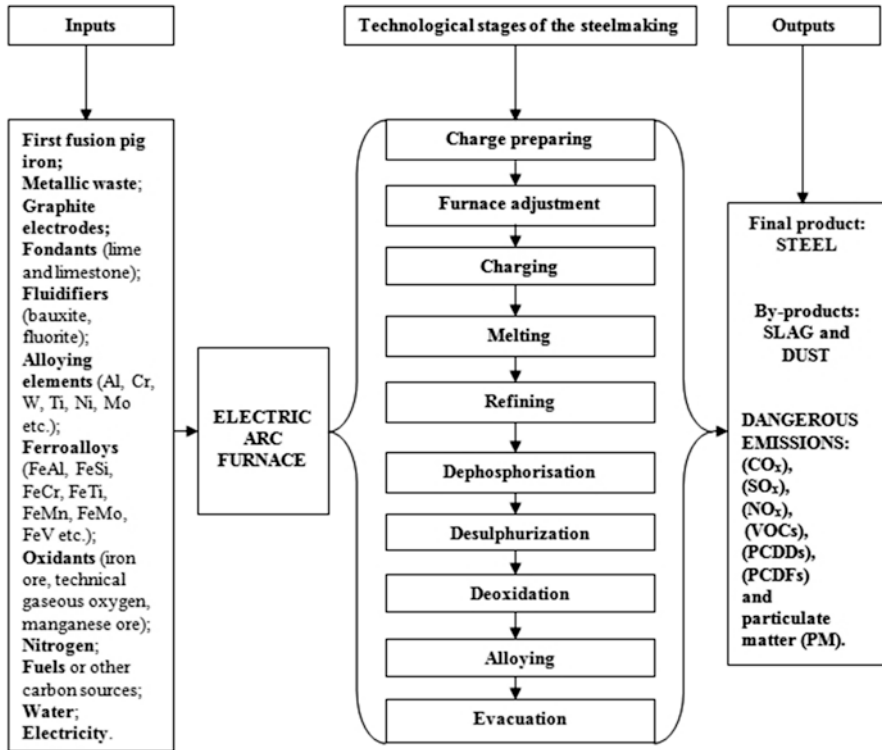 Inputs
Technological stages of the steelmaking
Outputs
First fusion pig
iron;
Metallic waste;
Graphite
electrodes;
Fondants (lime
and limestone);
Fluidifiers
(bauxite,
fluorite);
Alloying
elements (Al, Cr,
W, Ti, Ni, Mo
etc.);
Ferroalloys
(FeAl, FeSi,
FeCr, FeTi,
FeMn, FeMo,
FeV etc.);
Oxidants (iron
ore, technical
gaseous oxygen,
manganese ore);
Nitrogen;
Fuels or other
carbon sources;
Water;
Electricity.
ELECTRIC
ARC
FURNACE
Charge preparing
Furnace adjustment
Charging
Melting
Refining
Dephosphorisation
Desulphurization
Deoxidation
Alloying
Evacuation
Final product:
STEEL
By-products:
SLAG and
DUST
DANGEROUS
EMISSIONS:
(COₓ),
(SOₓ),
(NOₓ),
(VOCs),
(PCDDs),
(PCDFs)
and
particulate
matter (PM).